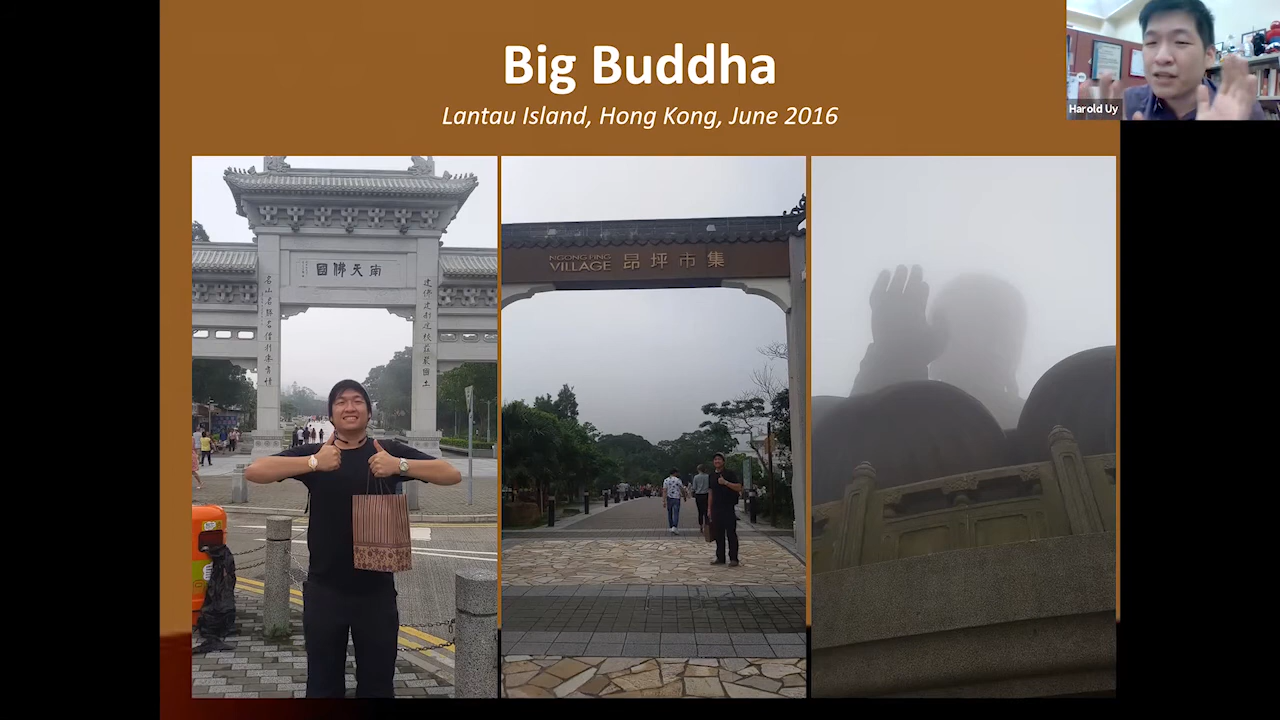 Big Buddha
Lantau Island, Hong Kong, June 2016
Harold Uy
南天佛國
NGONG PING
VILLAGE
昂坪市集